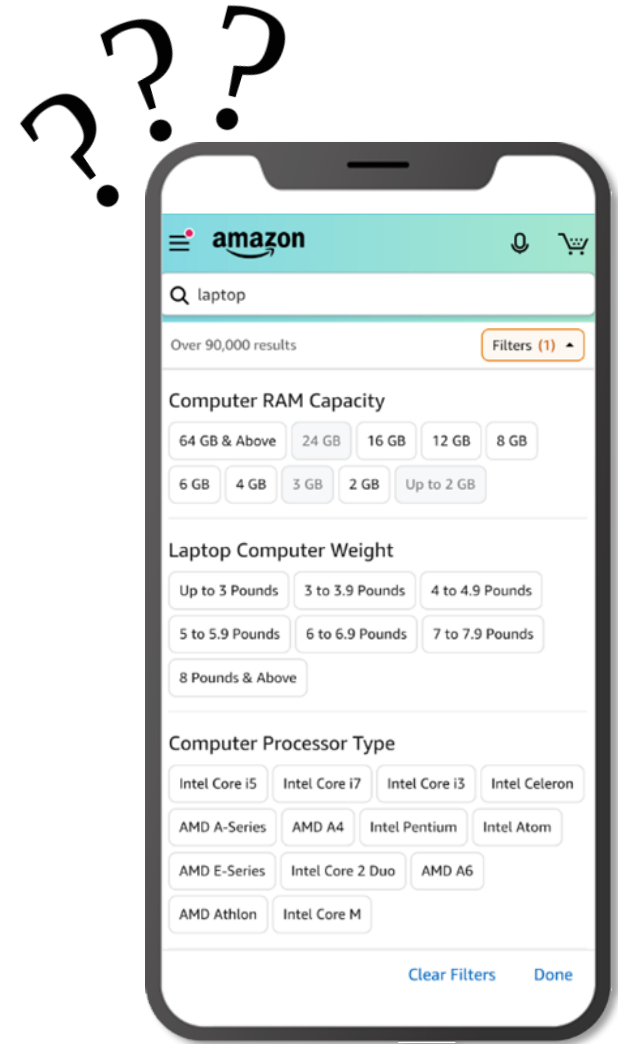 ???
amazon
laptop
Over 90,000 results Filters (1)
Computer RAM Capacity
64 GB & Above 24 GB 16 GB 12 GB 8 GB
6 GB 4 GB 3 GB 2 GB Up to 2 GB
Laptop Computer Weight
Up to 3 Pounds 3 to 3.9 Pounds 4 to 4.9 Pounds
5 to 5.9 Pounds 6 to 6.9 Pounds 7 to 7.9 Pounds
8 Pounds & Above
Computer Processor Type
Intel Core i5 Intel Core i7 Intel Core i3 Intel Celeron
AMD A-Series AMD A4 Intel Pentium Intel Atom
AMD E-Series Intel Core 2 Duo AMD A6
AMD Athlon Intel Core M
Clear Filters Done